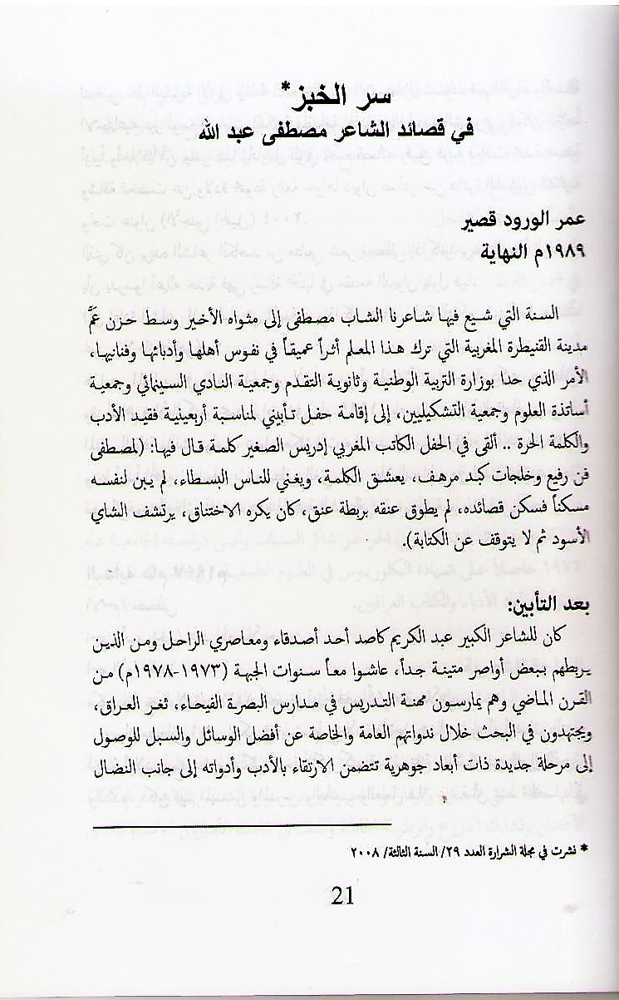 سر الخبز*
في قصائد الشاعر مصطفى عبد الله
عمر الورود قصير
١٩٨٩م النهاية
السنة التي شيع فيها شاعرنا الشاب مصطفى إلى مثواه الأخير وسط حزن عَمَّ
مدينة القنيطرة المغربية التي ترك هذا المعلم أثراً عميقاً في نفوس أهلها وأدبائها وفنانيها،
الأمر الذي حدا بوزارة التربية الوطنية وثانوية التقدم وجمعية النادي السينمائي وجمعية
أساتذة العلوم وجمعية التشكيليين، إلى إقامة حفل تأبيني لمناسبة أربعينية فقيد الأدب
والكلمة الحرة .. ألقى في الحفل الكاتب المغربي إدريس الصغير كلمة قال فيها: (لمصطفى
فن رفيع وخلجات كبد مرهف، يعشق الكلمة، ويغني للناس البسطاء، لم يبن لنفسه
مسكناً فسكن قصائده، لم يطوق عنقه بربطة عنق، كان يكره الاختناق، يرتشف الشاي
الأسود ثم لا يتوقف عن الكتابة).
بعد التأبين:
كان للشاعر الكبير عبد الكريم كاصد أحد أصدقاء ومعاصري الراحل ومن الذين
يربطهم ببعض أواصر متينة جداً، عاشوا معاً سنوات الجبهة (١٩٧٣-١٩٧٨م) من
القرن الماضي وهم يمارسون مهنة التدريس في مدارس البصرة الفيحاء، ثغر العراق،
ويجتهدون في البحث خلال ندواتهم العامة والخاصة عن أفضل الوسائل والسبل للوصول
إلى مرحلة جديدة ذات أبعاد جوهرية تتضمن الارتقاء بالأدب وأدواته إلى جانب النضال
* نشرت في مجلة الشرارة العدد ٢٩/ السنة الثالثة/ ٢٠٠٨
21